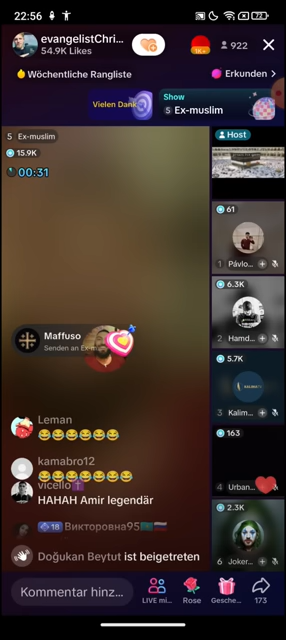 22:56
72
evangelistChri...
54.9K Likes
1K+
922
Wöchentliche Rangliste
Erkunden >
Vielen Dank
Show
5 Ex-muslim
5 Ex-muslim
15.9K
00:31
Host
61
1 Pávlo...
6.3K
2 Hamd...
Maffuso
Senden an Ex-m
5.7K
3 Kalim...
163
4 Urban...
2.3K
6 Joker...
Leman
😂😂😂😂😂😂
kamabro12
😂😂😂😂😂😂😂
vicello✝️
HAHAH Amir legendär
18 Викторовна95🇰🇿🇷🇺
Doğukan Beytut ist beigetreten
Kommentar hinz...
LIVE mi...
Rose
Gesche...
173